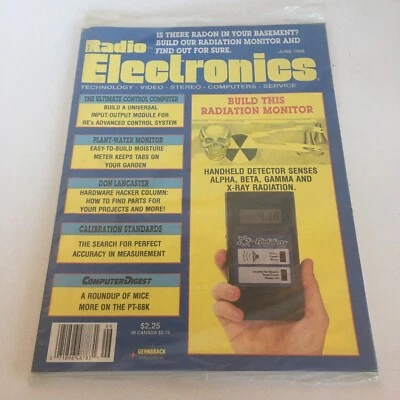 IS THERE RADON IN YOUR BASEMENT?
BUILD OUR RADIATION MONITOR AND
FIND OUT FOR SURE.
JUNE 1988
Radio
Electronics
TECHNOLOGY - VIDEO - STEREO - COMPUTERS - SERVICE
THE ULTIMATE CONTROL COMPUTER
BUILD A UNIVERSAL
INPUT/OUTPUT MODULE FOR
RE's ADVANCED CONTROL SYSTEM
PLANT-WATER MONITOR
EASY-TO-BUILD MOISTURE
METER KEEPS TABS ON
YOUR GARDEN
DON LANCASTER
HARDWARE HACKER COLUMN:
HOW TO FIND PARTS FOR
YOUR PROJECTS AND MORE!
CALIBRATION STANDARDS
THE SEARCH FOR PERFECT
ACCURACY IN MEASUREMENT
COMPUTERDIGEST
A ROUNDUP OF MICE
MORE ON THE PT-68K
BUILD THIS
RADIATION MONITOR
HANDHELD DETECTOR SENSES
ALPHA, BETA, GAMMA AND
X-RAY RADIATION.
$2.25
IN CANADA $2.75
GERNSBACK